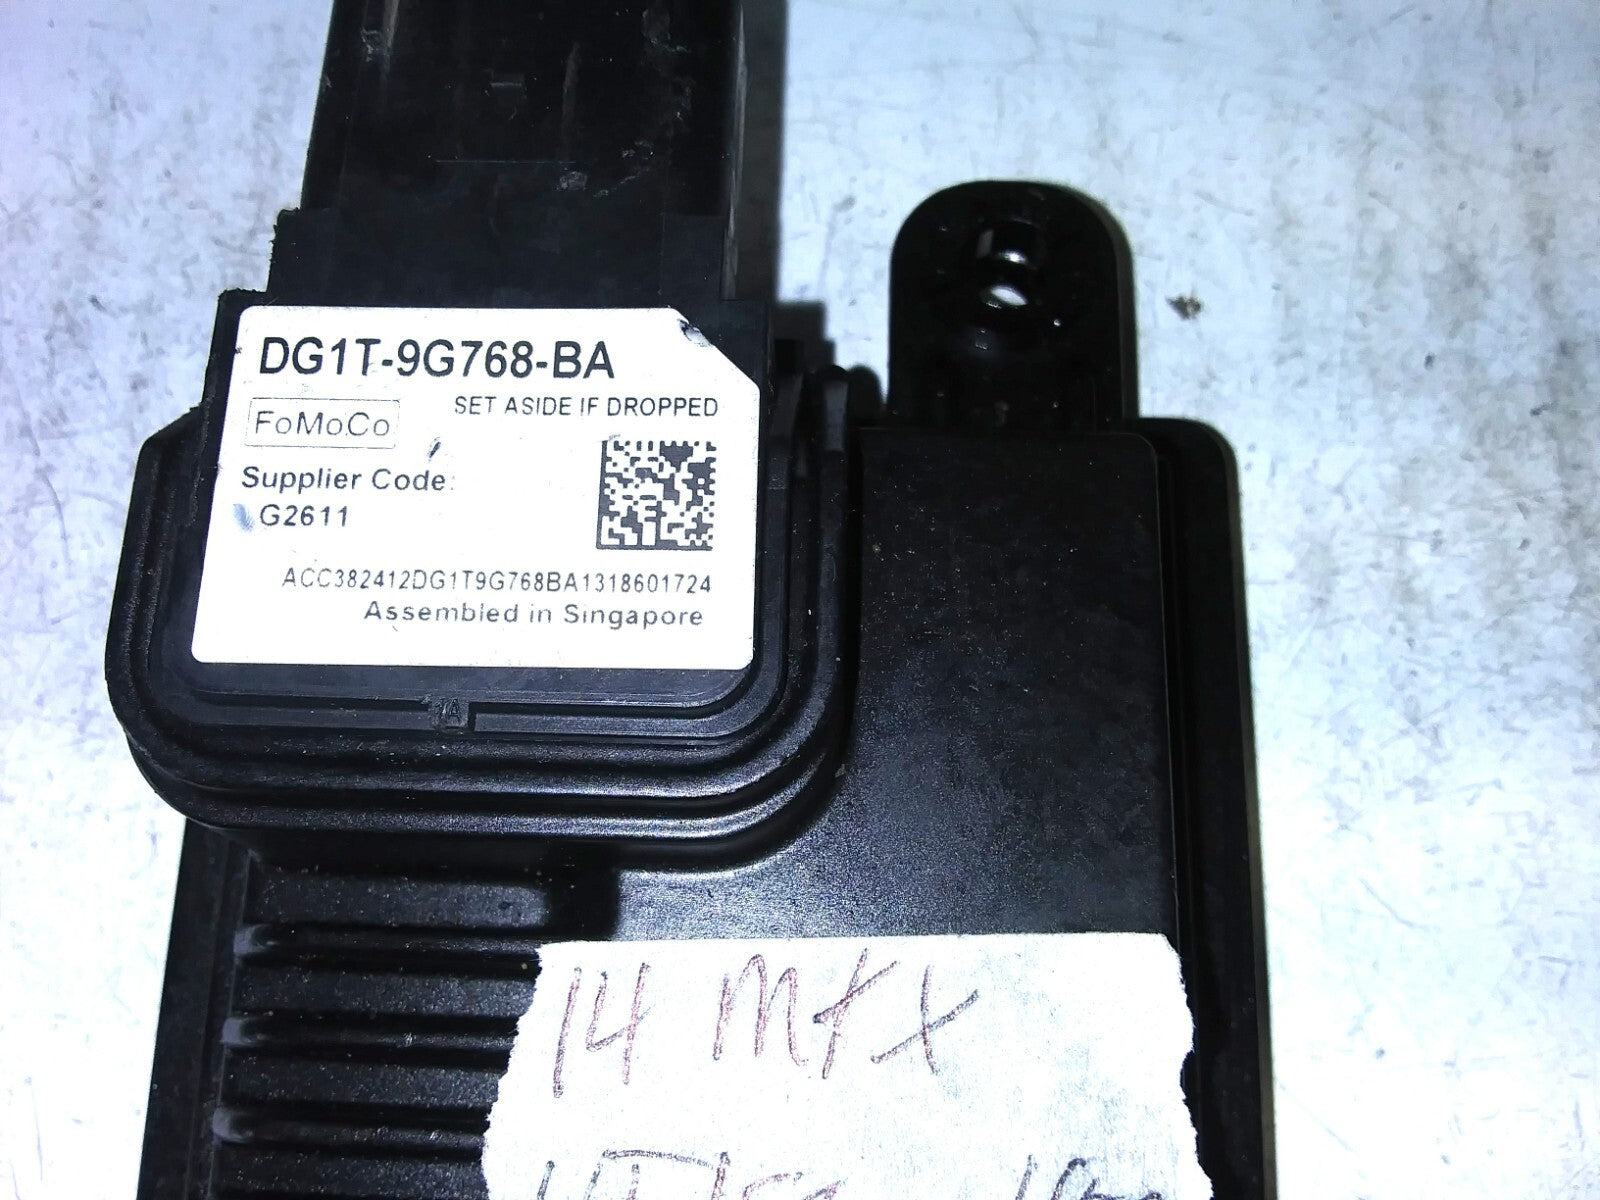 DG1T-9G768-BA
FoMoCo
SET ASIDE IF DROPPED
Supplier Code:
G2611
ACC382412DG1T9G768BA1318601724
Assembled in Singapore
14 Mkx